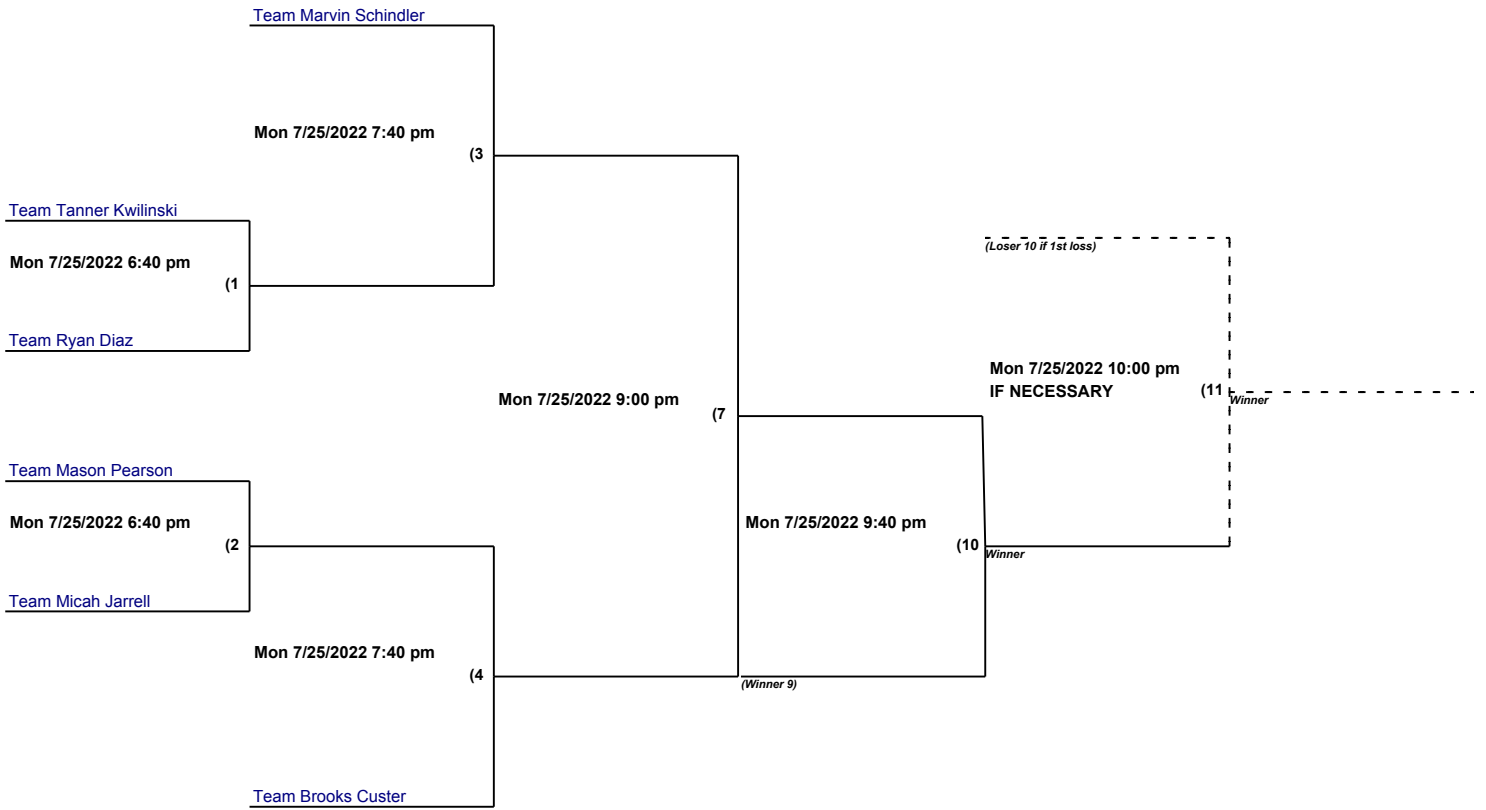 Team Marvin Schindler
Mon 7/25/2022 7:40 pm
(3
Team Tanner Kwilinski
Mon 7/25/2022 6:40 pm
(1
Team Ryan Diaz
(Loser 10 if 1st loss)
Mon 7/25/2022 10:00 pm
IF NECESSARY
(11
Winner
Mon 7/25/2022 9:00 pm
(7
Team Mason Pearson
Mon 7/25/2022 6:40 pm
(2
Team Micah Jarrell
Mon 7/25/2022 9:40 pm
(10
Winner
Mon 7/25/2022 7:40 pm
(4
(Winner 9)
Team Brooks Custer